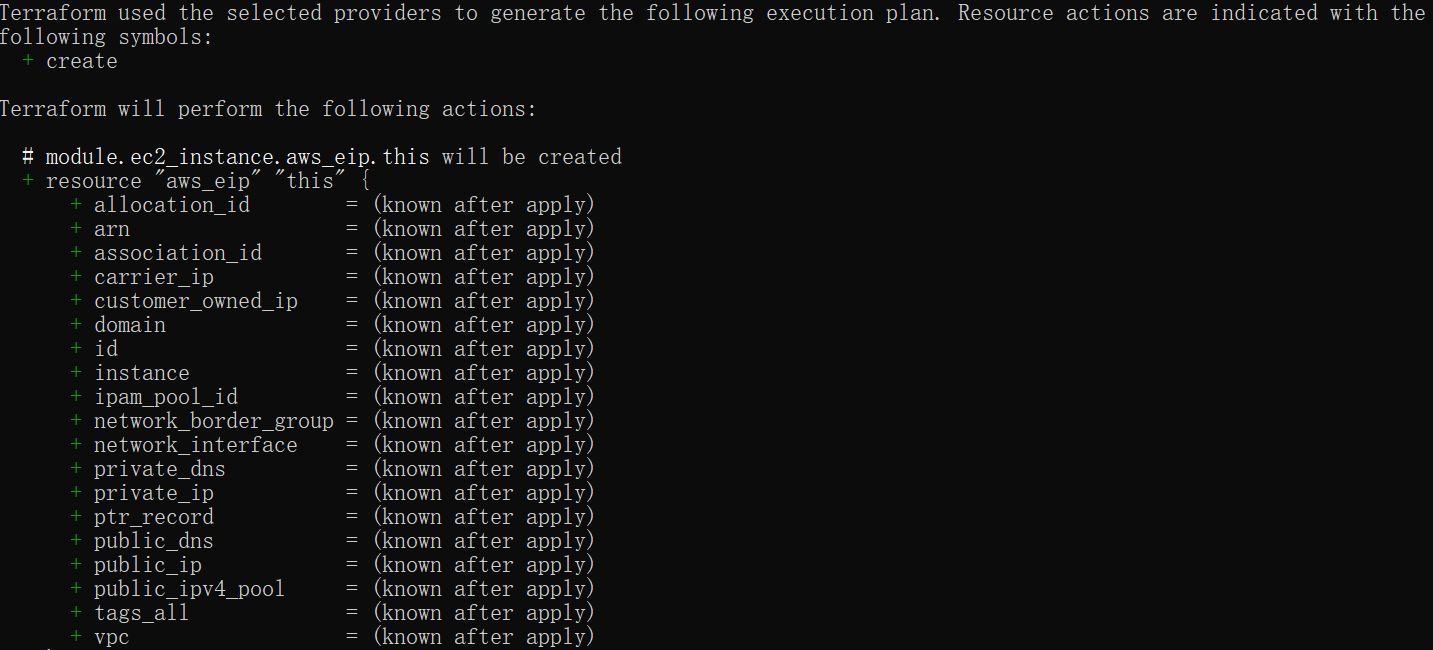 Terraform used the selected providers to generate the following execution plan. Resource actions are indicated with the
following symbols:
  + create

Terraform will perform the following actions:

  # module.ec2_instance.aws_eip.this will be created
  + resource "aws_eip" "this" {
      + allocation_id        = (known after apply)
      + arn                  = (known after apply)
      + association_id       = (known after apply)
      + carrier_ip           = (known after apply)
      + customer_owned_ip    = (known after apply)
      + domain               = (known after apply)
      + id                   = (known after apply)
      + instance             = (known after apply)
      + ipam_pool_id         = (known after apply)
      + network_border_group = (known after apply)
      + network_interface    = (known after apply)
      + private_dns          = (known after apply)
      + private_ip           = (known after apply)
      + ptr_record           = (known after apply)
      + public_dns           = (known after apply)
      + public_ip            = (known after apply)
      + public_ipv4_pool     = (known after apply)
      + tags_all             = (known after apply)
      + vpc                  = (known after apply)